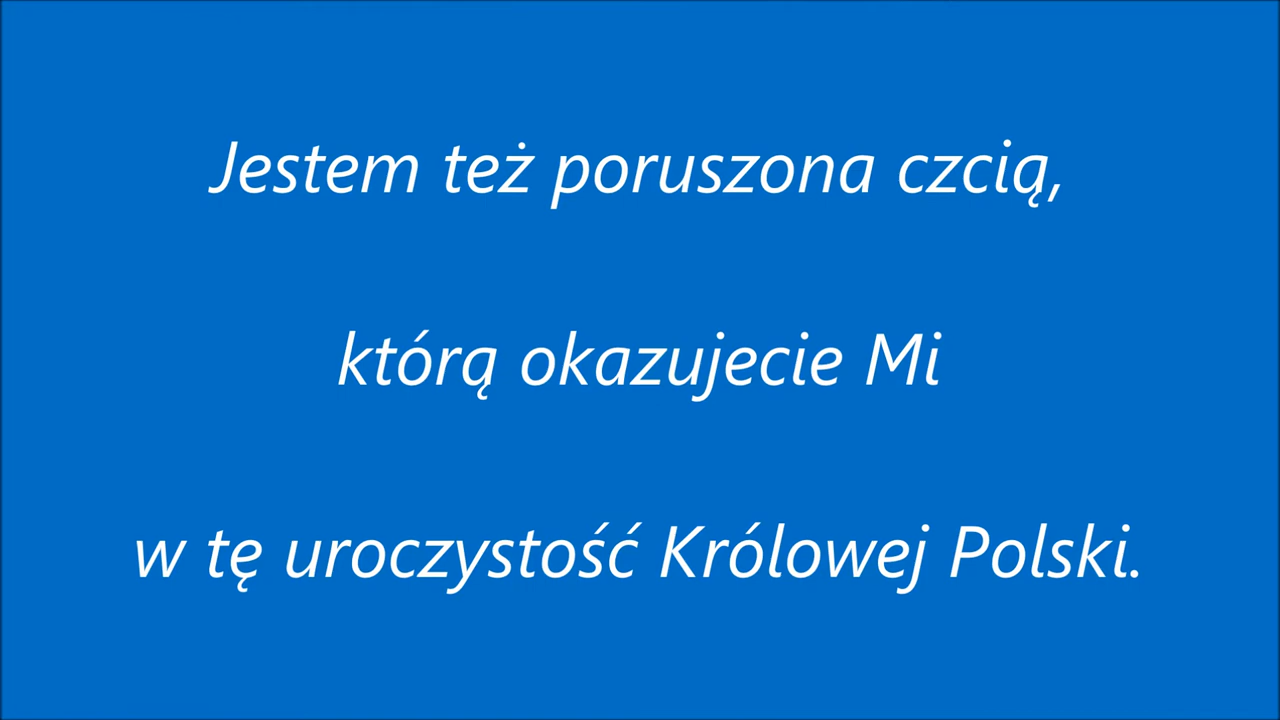 Jestem też poruszona czcią,
którą okazujecie Mi
w tę uroczystość Królowej Polski.